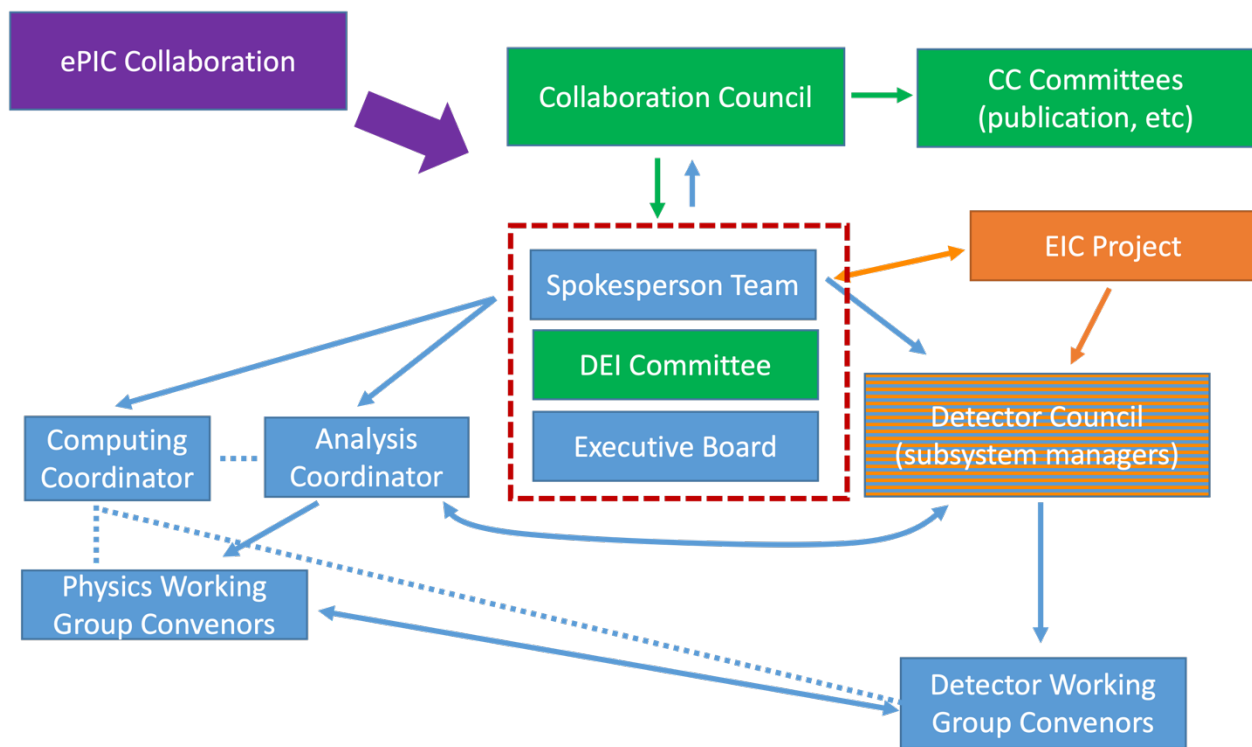 ePIC Collaboration
Collaboration Council
CC Committees
(publication, etc)
EIC Project
Spokesperson Team
DEI Committee
Executive Board
Detector Council
(subsystem managers)
Computing
Coordinator
Analysis
Coordinator
Physics Working
Group Convenors
Detector Working
Group Convenors